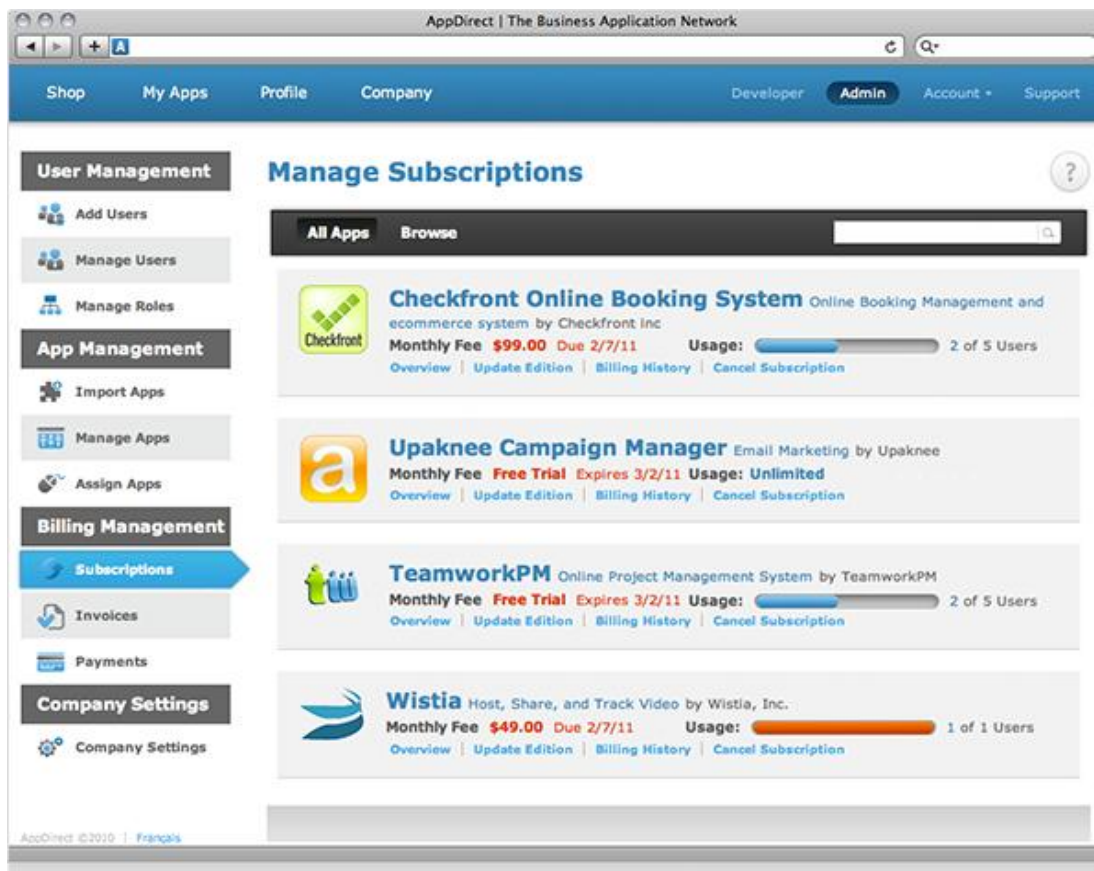 AppDirect | The Business Application Network
Shop My Apps Profile Company Developer Admin Account Support
User Management
Add Users
Manage Users
Manage Roles
App Management
Import Apps
Manage Apps
Assign Apps
Billing Management
Subscriptions
Invoices
Payments
Company Settings
Company Settings
AppDirect ©2010 | Français
Manage Subscriptions
?
All Apps Browse
Checkfront
Checkfront Online Booking System Online Booking Management and
ecommerce system by Checkfront Inc
Monthly Fee $99.00 Due 2/7/11 Usage: 2 of 5 Users
Overview | Update Edition | Billing History | Cancel Subscription
a
Upaknee Campaign Manager Email Marketing by Upaknee
Monthly Fee Free Trial Expires 3/2/11 Usage: Unlimited
Overview | Update Edition | Billing History | Cancel Subscription
TeamworkPM Online Project Management System by TeamworkPM
Monthly Fee Free Trial Expires 3/2/11 Usage: 2 of 5 Users
Overview | Update Edition | Billing History | Cancel Subscription
Wistia Host, Share, and Track Video by Wistia, Inc.
Monthly Fee $49.00 Due 2/7/11 Usage: 1 of 1 Users
Overview | Update Edition | Billing History | Cancel Subscription